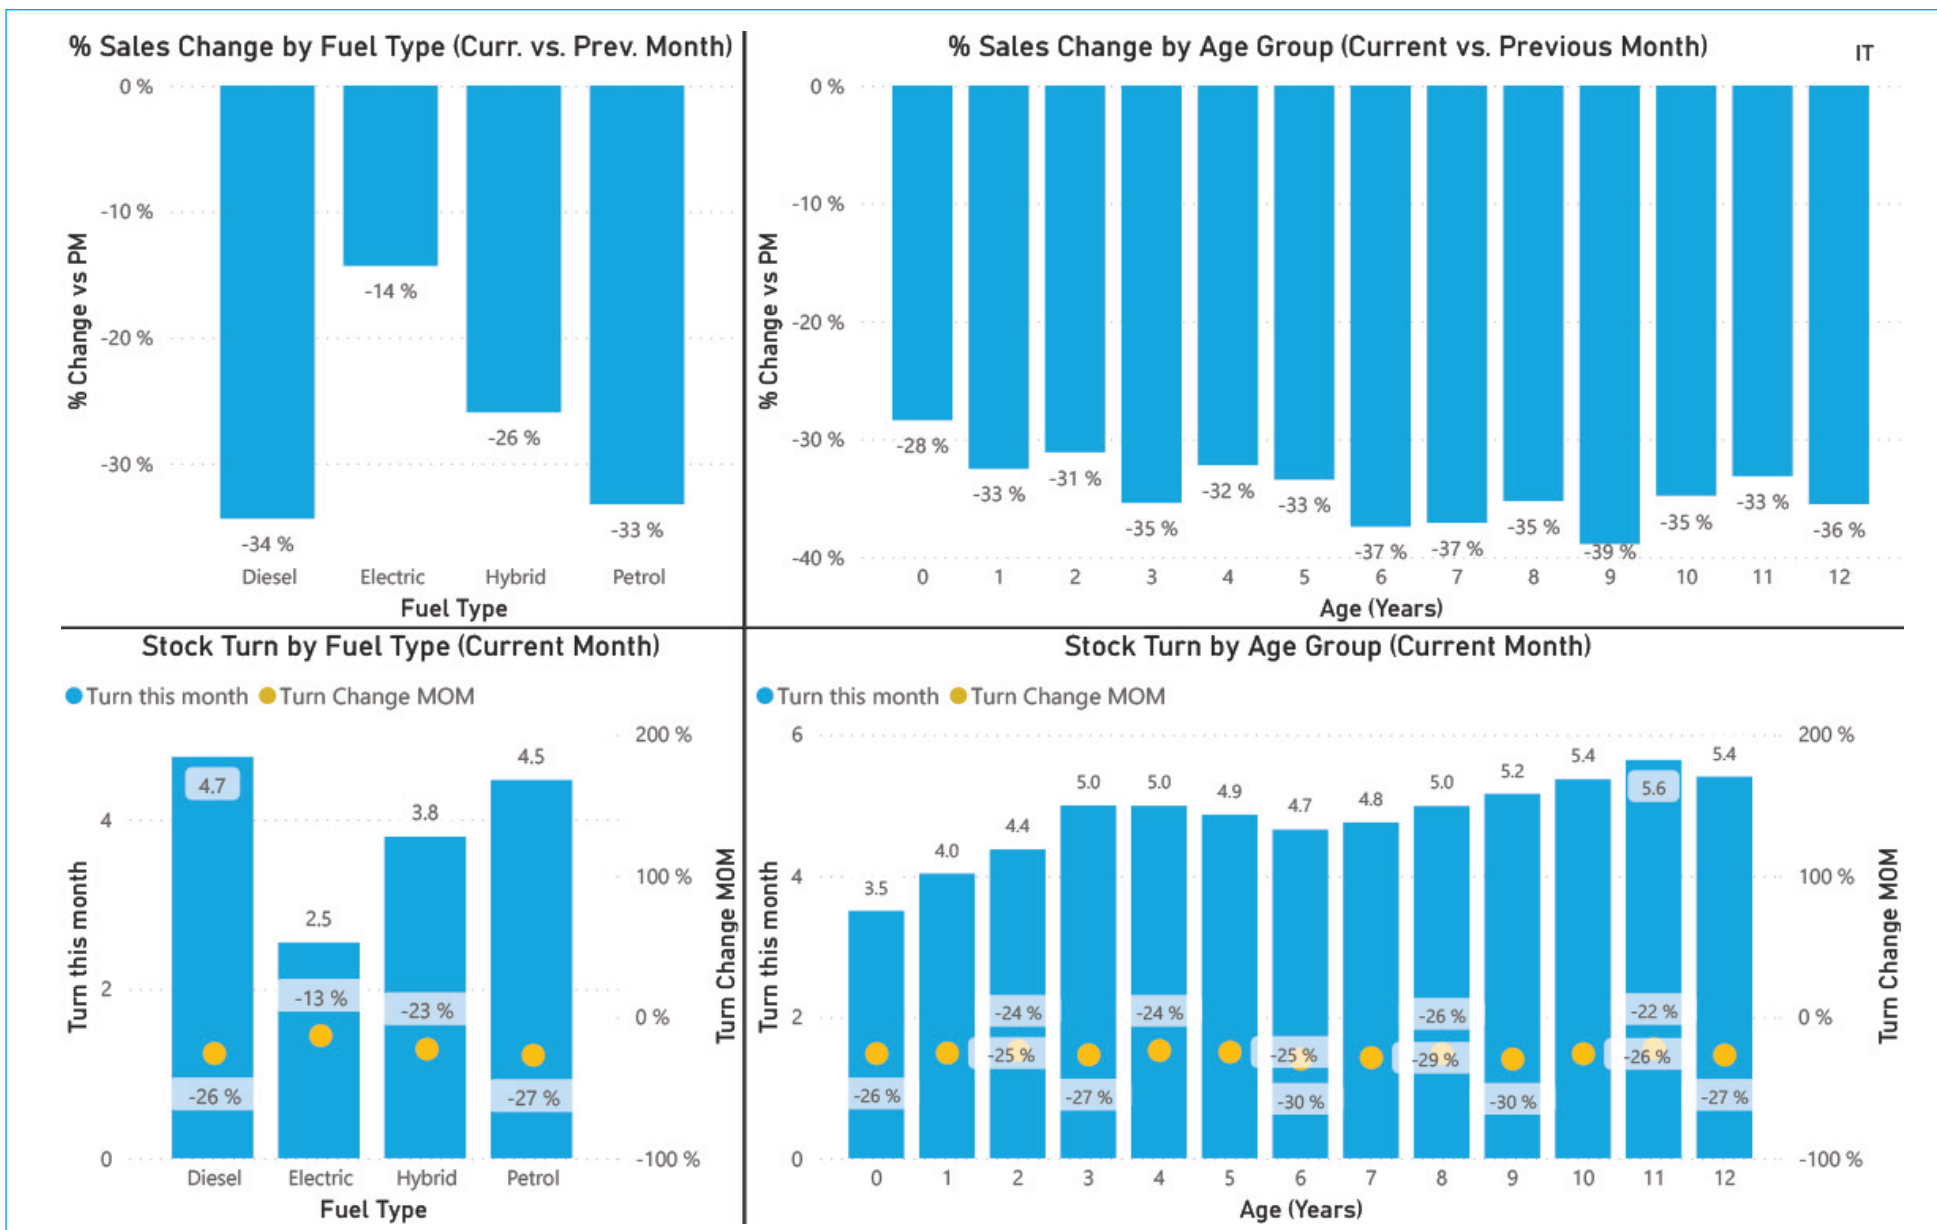 % Sales Change by Fuel Type (Curr. vs. Prev. Month)
0 %
-10 %
-20 %
-30 %
% Change vs PM
-34 %
-14 %
-26 %
-33 %
Diesel
Electric
Hybrid
Petrol
Fuel Type
% Sales Change by Age Group (Current vs. Previous Month)
IT
0 %
-10 %
-20 %
-30 %
-40 %
% Change vs PM
-28 %
-33 %
-31 %
-35 %
-32 %
-33 %
-37 %
-37 %
-35 %
-39 %
-35 %
-33 %
-36 %
0 1 2 3 4 5 6 7 8 9 10 11 12
Age (Years)
Stock Turn by Fuel Type (Current Month)
Turn this month
Turn Change MOM
4
2
0
Turn this month
4.7
2.5
3.8
4.5
-26 %
-13 %
-23 %
-27 %
200 %
100 %
0 %
-100 %
Turn Change MOM
Diesel
Electric
Hybrid
Petrol
Fuel Type
Stock Turn by Age Group (Current Month)
Turn this month
Turn Change MOM
6
4
2
0
Turn this month
3.5
4.0
4.4
5.0
5.0
4.9
4.7
4.8
5.0
5.2
5.4
5.6
5.4
-26 %
-25 %
-24 %
-27 %
-24 %
-25 %
-30 %
-29 %
-26 %
-30 %
-26 %
-22 %
-27 %
200 %
100 %
0 %
-100 %
Turn Change MOM
0 1 2 3 4 5 6 7 8 9 10 11 12
Age (Years)